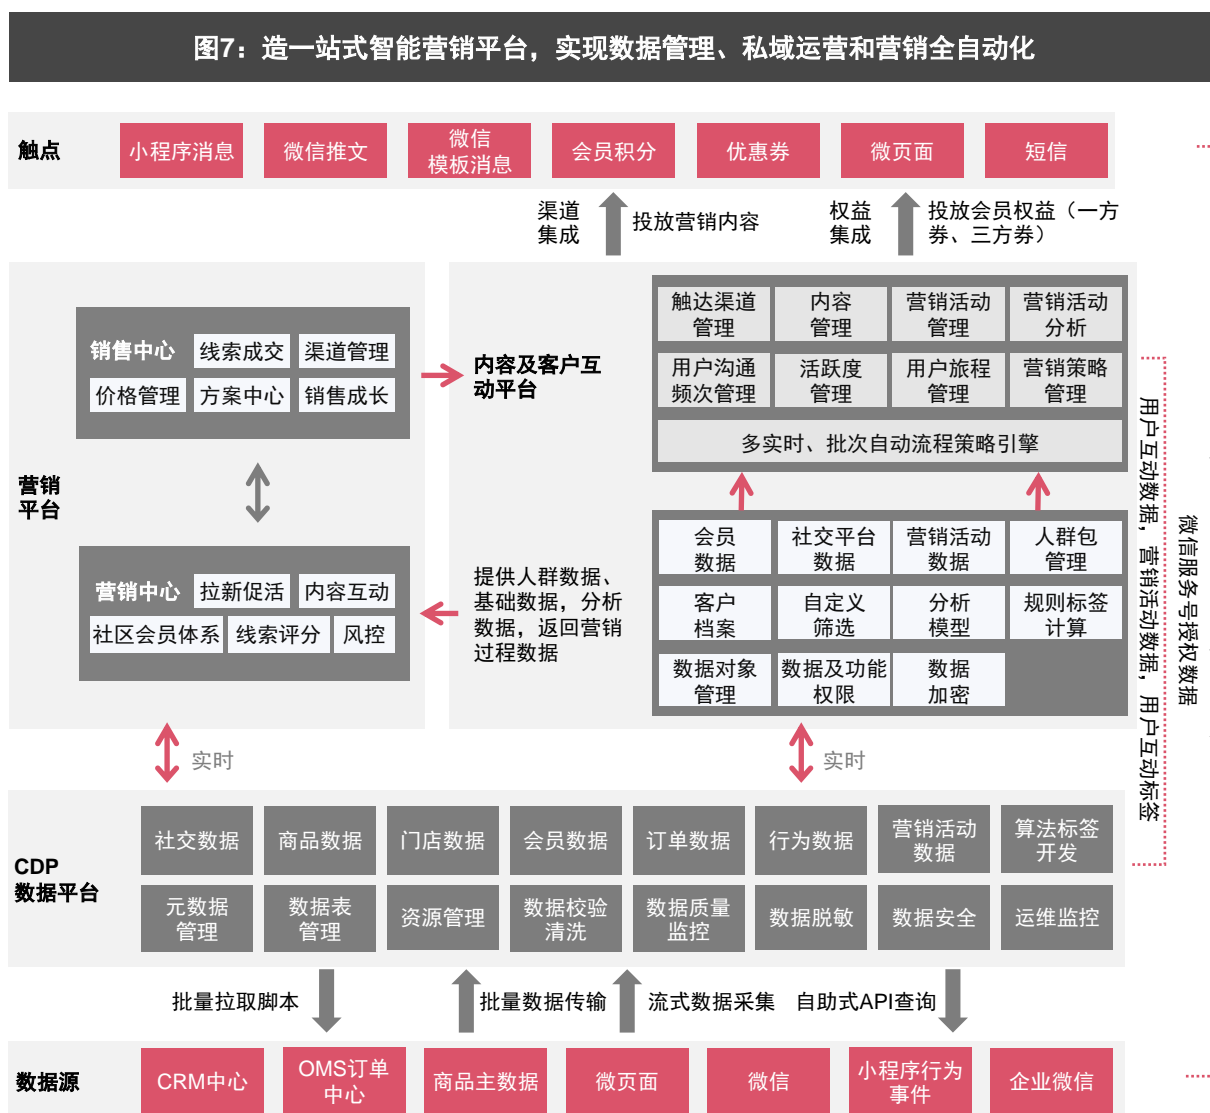 图7：造一站式智能营销平台，实现数据管理、私域运营和营销全自动化
触点
小程序消息
微信推文
微信
模板消息
会员积分
优惠券
微页面
短信
渠道
集成
投放营销内容
权益
集成
投放会员权益（一方
券、三方券）
营销
平台
销售中心
线索成交
渠道管理
价格管理
方案中心
销售成长
营销中心
拉新促活
内容互动
社区会员体系
线索评分
风控
内容及客户互
动平台
触达渠道
管理
内容
管理
营销活动
管理
营销活动
分析
用户沟通
频次管理
活跃度
管理
用户旅程
管理
营销策略
管理
多实时、批次自动流程策略引擎
提供人群数据、
基础数据，分析
数据，返回营销
过程数据
会员
数据
社交平台
数据
营销活动
数据
人群包
管理
客户
档案
自定义
筛选
分析
模型
规则标签
计算
数据对象
管理
数据及功能
权限
数据
加密
用户互动数据，营销活动数据，用户互动标签
微信服务号授权数据
实时
实时
CDP
数据平台
社交数据
商品数据
门店数据
会员数据
订单数据
行为数据
营销活动
数据
算法标签
开发
元数据
管理
数据表
管理
资源管理
数据校验
清洗
数据质量
监控
数据脱敏
数据安全
运维监控
批量拉取脚本
批量数据传输
流式数据采集
自助式API查询
数据源
CRM中心
OMS订单
中心
商品主数据
微页面
微信
小程序行为
事件
企业微信